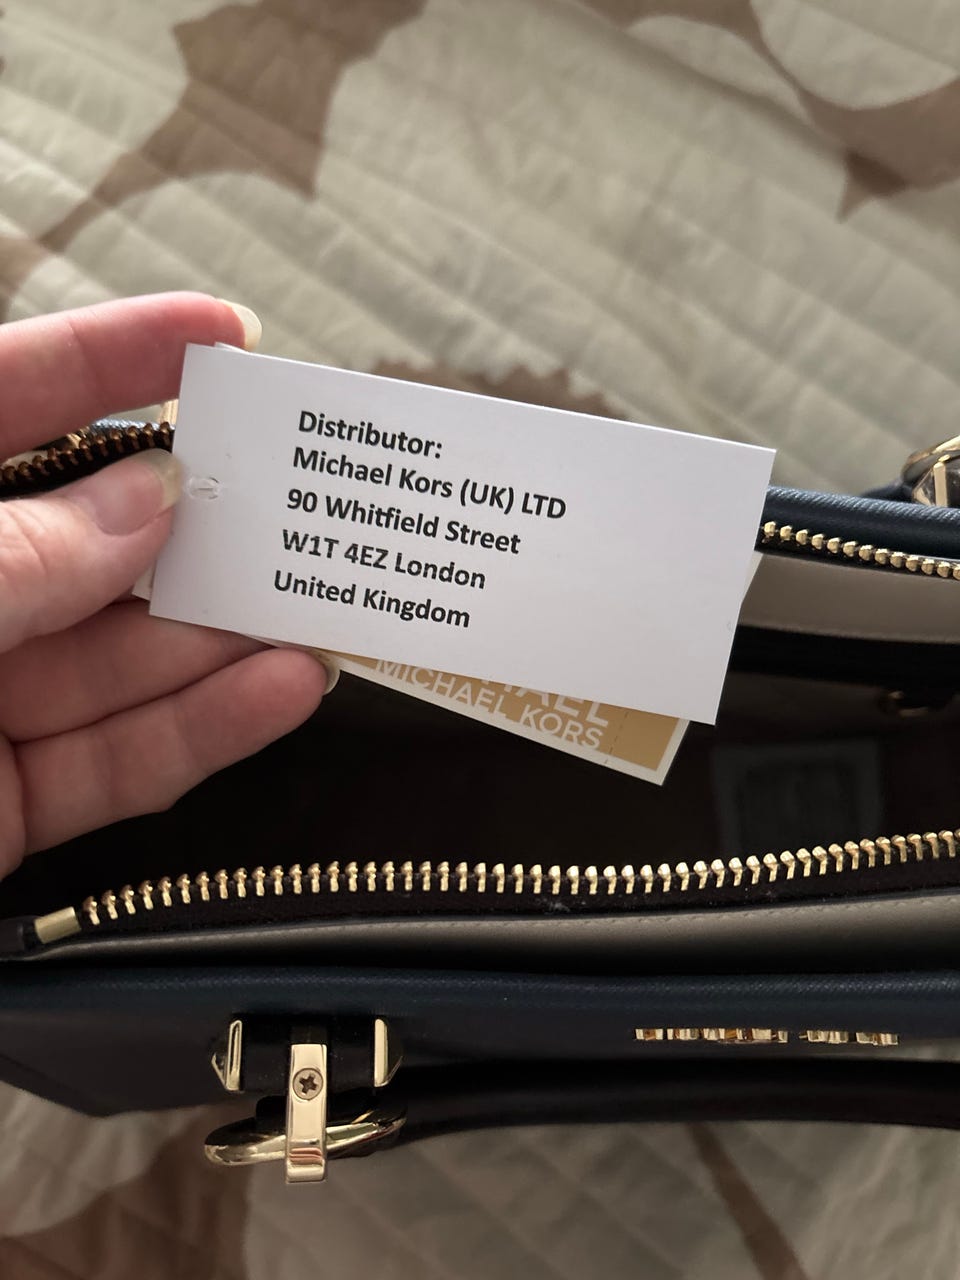 Distributor:
Michael Kors (UK) LTD
90 Whitfield Street
W1T 4EZ London
United Kingdom
MICHAEL KORS